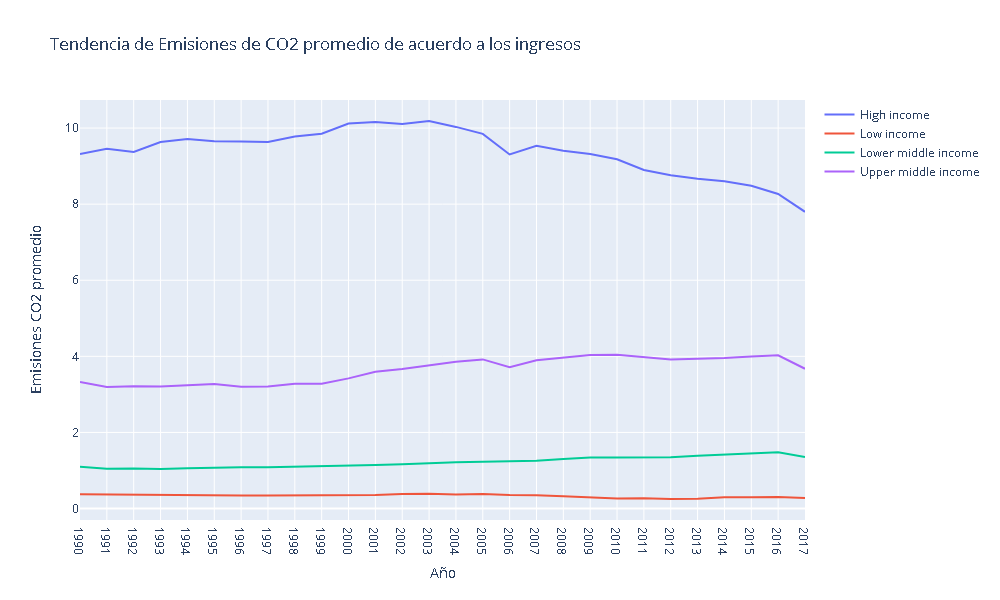 Tendencia de Emisiones de CO2 promedio de acuerdo a los ingresos
High income
Low income
Lower middle income
Upper middle income
Emisiones CO2 promedio
10
8
6
4
2
0
1990 1991 1992 1993 1994 1995 1996 1997 1998 1999 2000 2001 2002 2003 2004 2005 2006 2007 2008 2009 2010 2011 2012 2013 2014 2015 2016 2017
Año